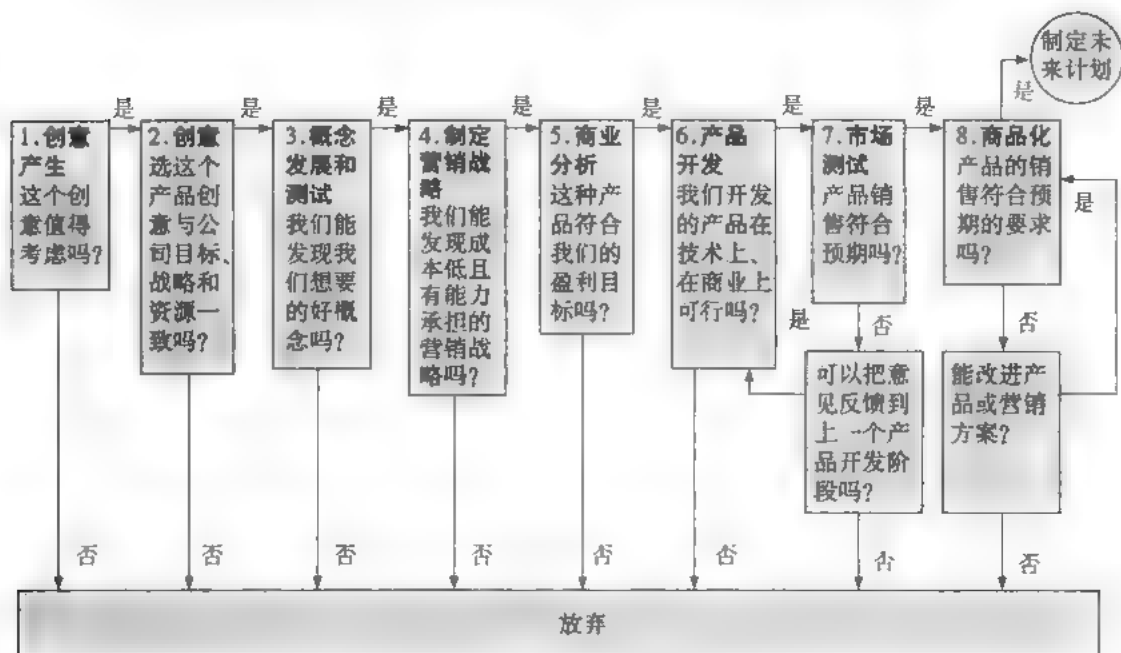 制定未
来计划
是
是
是
是
是
是
是
是
1.创意
产生
这个创
意值得
考虑吗?
2.创意
选这个
产品创
意与公
司目标、
战略和
资源一
致吗?
3.概念
发展和
测试
我们能
发现我
们想要
的好概
念吗?
4.制定
营销战
略
我们能
发现成
本低且
有能力
承担的
营销战
略吗?
5.商业
分析
这种产
品符合
我们的
盈利目
标吗?
6.产品
开发
我们开发
的产品在
技术上、
在商业上
可行吗?
7.市场
测试
产品销
售符合
预期吗?
8.商品化
产品的销
售符合预
期的要求
吗?
是
是
否
否
可以把意
见反馈到
上一个产
品开发阶
段吗?
能改进产
品或营销
方案?
否
否
否
否
否
否
否
否
放弃